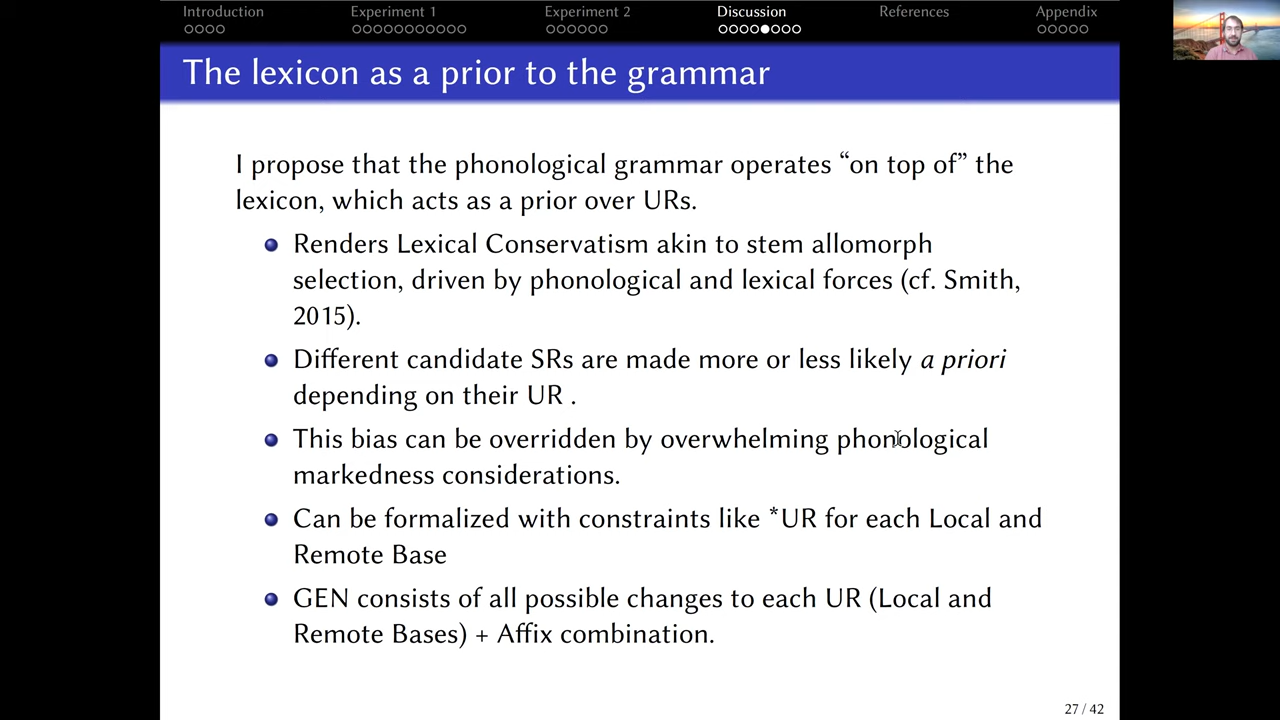 Introduction Experiment 1 Experiment 2 Discussion References Appendix
The lexicon as a prior to the grammar
I propose that the phonological grammar operates “on top of” the
lexicon, which acts as a prior over URs.
Renders Lexical Conservatism akin to stem allomorph
selection, driven by phonological and lexical forces (cf. Smith,
2015).
Different candidate SRs are made more or less likely a priori
depending on their UR .
This bias can be overridden by overwhelming phonological
markedness considerations.
Can be formalized with constraints like *UR for each Local and
Remote Base
GEN consists of all possible changes to each UR (Local and
Remote Bases) + Affix combination.
27 / 42